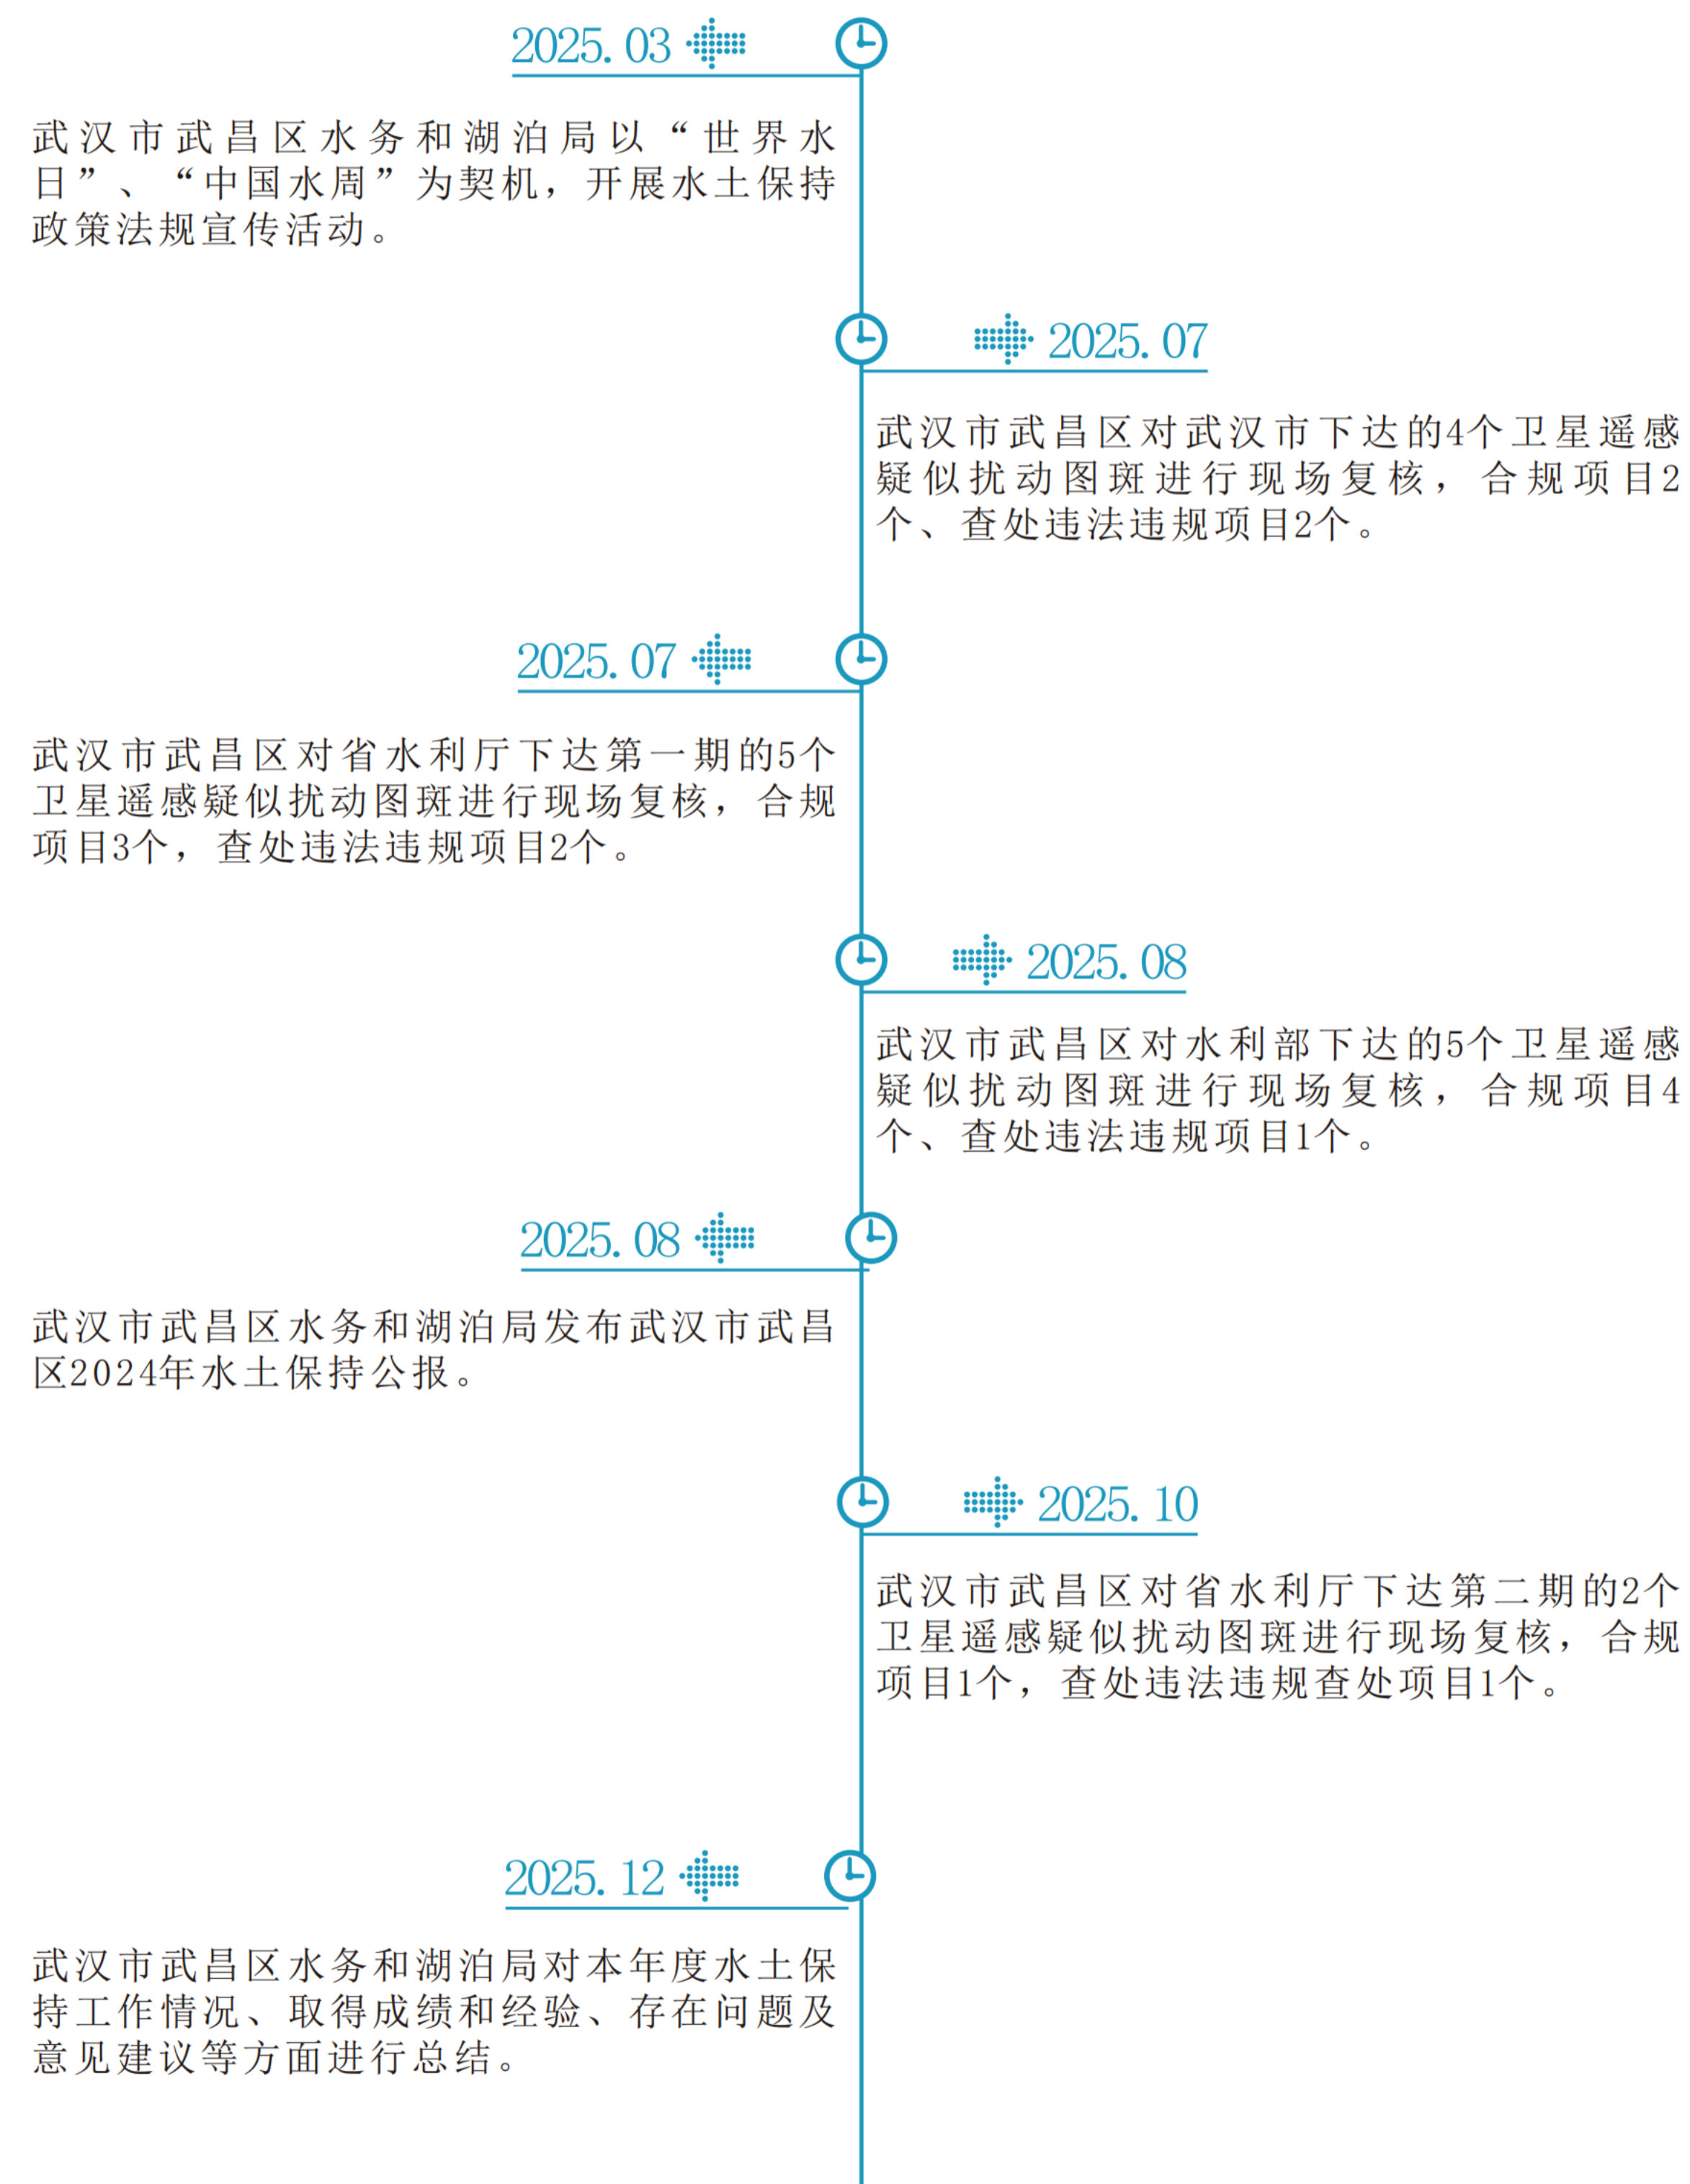 2025.03
武汉市武昌区水务和湖泊局以“世界水
日”、“中国水周”为契机，开展水土保持
政策法规宣传活动。
2025.07
武汉市武昌区对武汉市下达的4个卫星遥感
疑似扰动图斑进行现场复核，合规项目2
个、查处违法违规项目2个。
2025.07
武汉市武昌区对省水利厅下达第一期的5个
卫星遥感疑似扰动图斑进行现场复核，合规
项目3个，查处违法违规项目2个。
2025.08
武汉市武昌区对水利部下达的5个卫星遥感
疑似扰动图斑进行现场复核，合规项目4
个、查处违法违规项目1个。
2025.08
武汉市武昌区水务和湖泊局发布武汉市武昌
区2024年水土保持公报。
2025.10
武汉市武昌区对省水利厅下达第二期的2个
卫星遥感疑似扰动图斑进行现场复核，合规
项目1个，查处违法违规查处项目1个。
2025.12
武汉市武昌区水务和湖泊局对本年度水土保
持工作情况、取得成绩和经验、存在问题及
意见建议等方面进行总结。